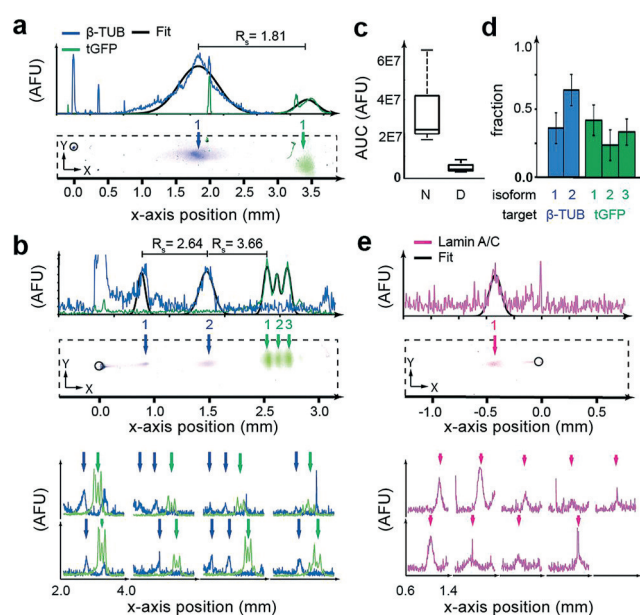 a
β-TUB
Fit
tGFP
Rs = 1.81
(AFU)
1
1
Y
X
0.0 0.5 1.0 1.5 2.0 2.5 3.0 3.5
x-axis position (mm)
b
Rs = 2.64 Rs = 3.66
(AFU)
1 2 1 2 3
Y
X
0.0 0.5 1.0 1.5 2.0 2.5 3.0
x-axis position (mm)
(AFU)
(AFU)
2.0 4.0
x-axis position (mm)
c
AUC (AFU)
6E7
4E7
2E7
0
N D
d
fraction
1.0
0.5
0.0
isoform 1 2 1 2 3
target β-TUB tGFP
e
Lamin A/C
Fit
(AFU)
1
Y
X
-1.0 -0.5 0.0 0.5
x-axis position (mm)
(AFU)
0.6 1.4
x-axis position (mm)